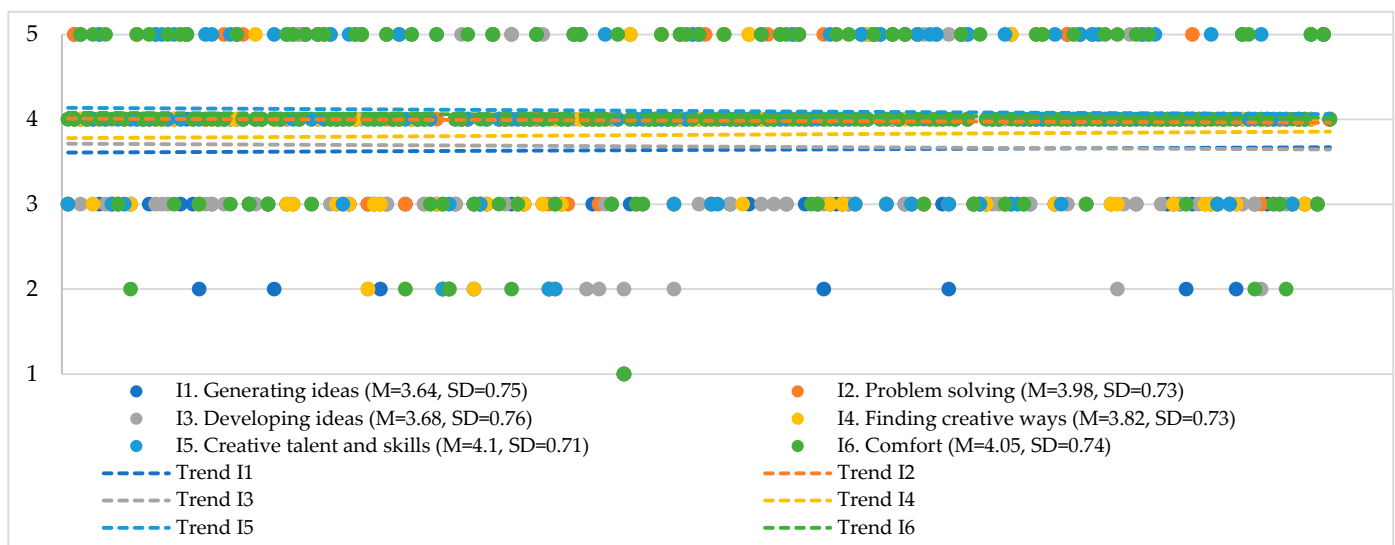 5
4
3
2
1
I1. Generating ideas (M=3.64, SD=0.75)
I2. Problem solving (M=3.98, SD=0.73)
I3. Developing ideas (M=3.68, SD=0.76)
I4. Finding creative ways (M=3.82, SD=0.73)
I5. Creative talent and skills (M=4.1, SD=0.71)
I6. Comfort (M=4.05, SD=0.74)
Trend I1
Trend I2
Trend I3
Trend I4
Trend I5
Trend I6